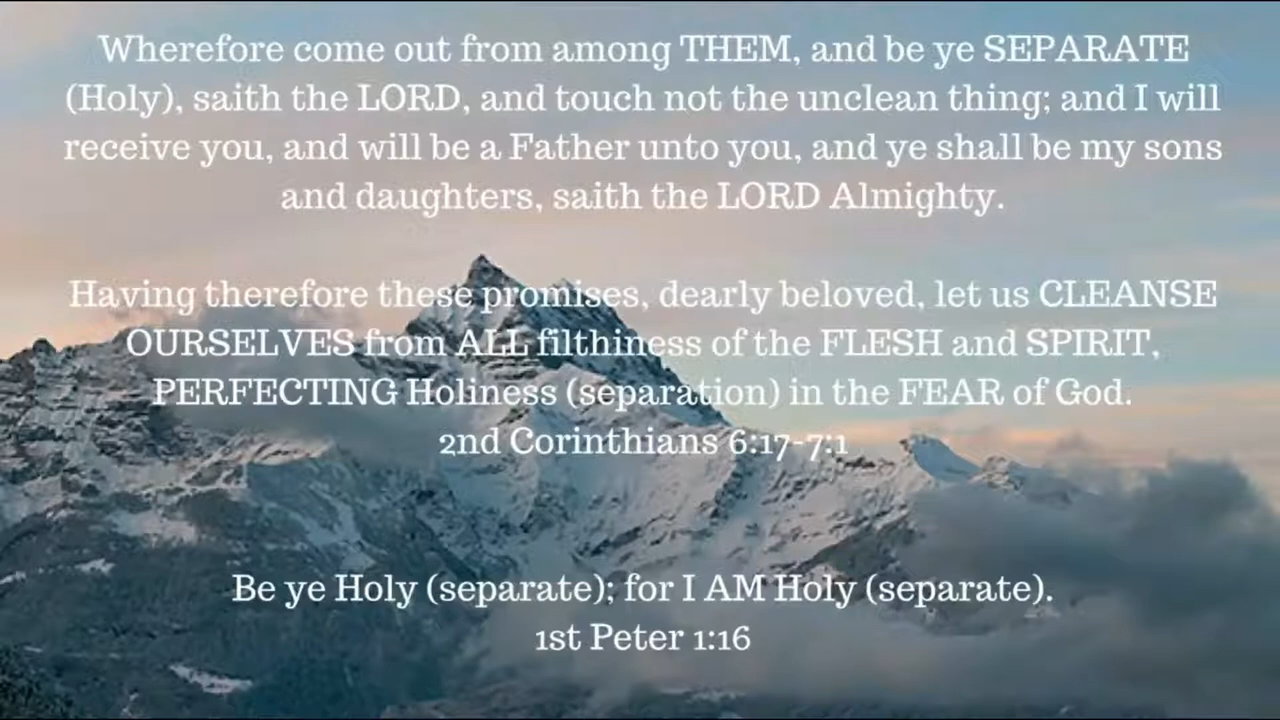 Wherefore come out from among THEM, and be ye SEPARATE
(Holy), saith the LORD, and touch not the unclean thing; and I will
receive you, and will be a Father unto you, and ye shall be my sons
and daughters, saith the LORD Almighty.
Having therefore these promises, dearly beloved, let us CLEANSE
OURSELVES from ALL filthiness of the FLESH and SPIRIT,
PERFECTING Holiness (separation) in the FEAR of God.
2nd Corinthians 6:17-7:1
Be ye Holy (separate); for I AM Holy (separate).
1st Peter 1:16